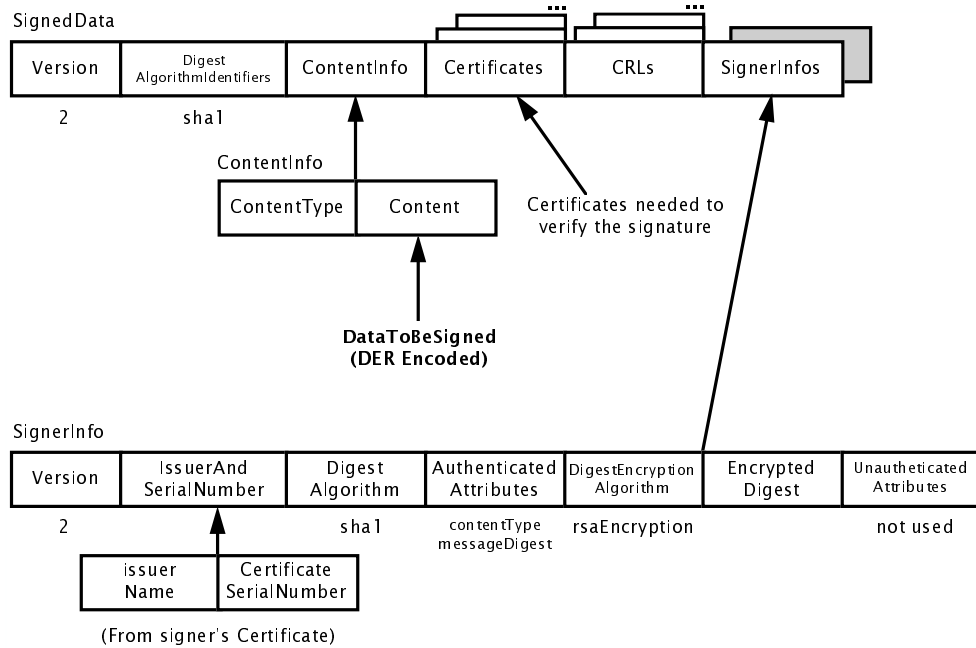 SignedData
Version
Digest
AlgorithmIdentifiers
ContentInfo
Certificates
CRLs
SignerInfos
2
sha1
ContentInfo
ContentType
Content
Certificates needed to
verify the signature
DataToBeSigned
(DER Encoded)
SignerInfo
Version
IssuerAnd
SerialNumber
Digest
Algorithm
Authenticated
Attributes
DigestEncryption
Algorithm
Encrypted
Digest
Unautheticated
Attributes
2
sha1
contentType
messageDigest
rsaEncryption
not used
issuer
Name
Certificate
SerialNumber
(From signer's Certificate)